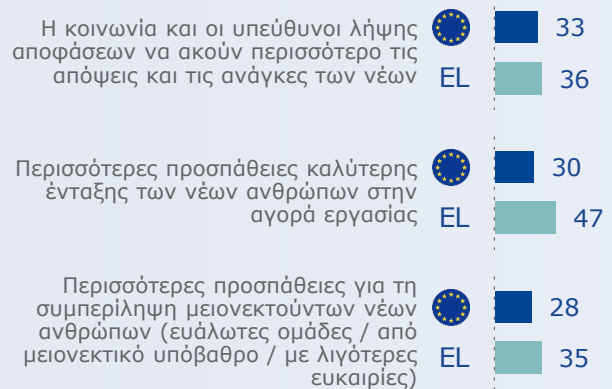 Η κοινωνία και οι υπεύθυνοι λήψης
αποφάσεων να ακούν περισσότερο τις
απόψεις και τις ανάγκες των νέων
33
EL 36
Περισσότερες προσπάθειες καλύτερης
ένταξης των νέων ανθρώπων στην
αγορά εργασίας
30
EL 47
Περισσότερες προσπάθειες για τη
συμπερίληψη μειονεκτούντων νέων
ανθρώπων (ευάλωτες ομάδες / από
μειονεκτικό υπόβαθρο / με λιγότερες
ευκαιρίες)
28
EL 35